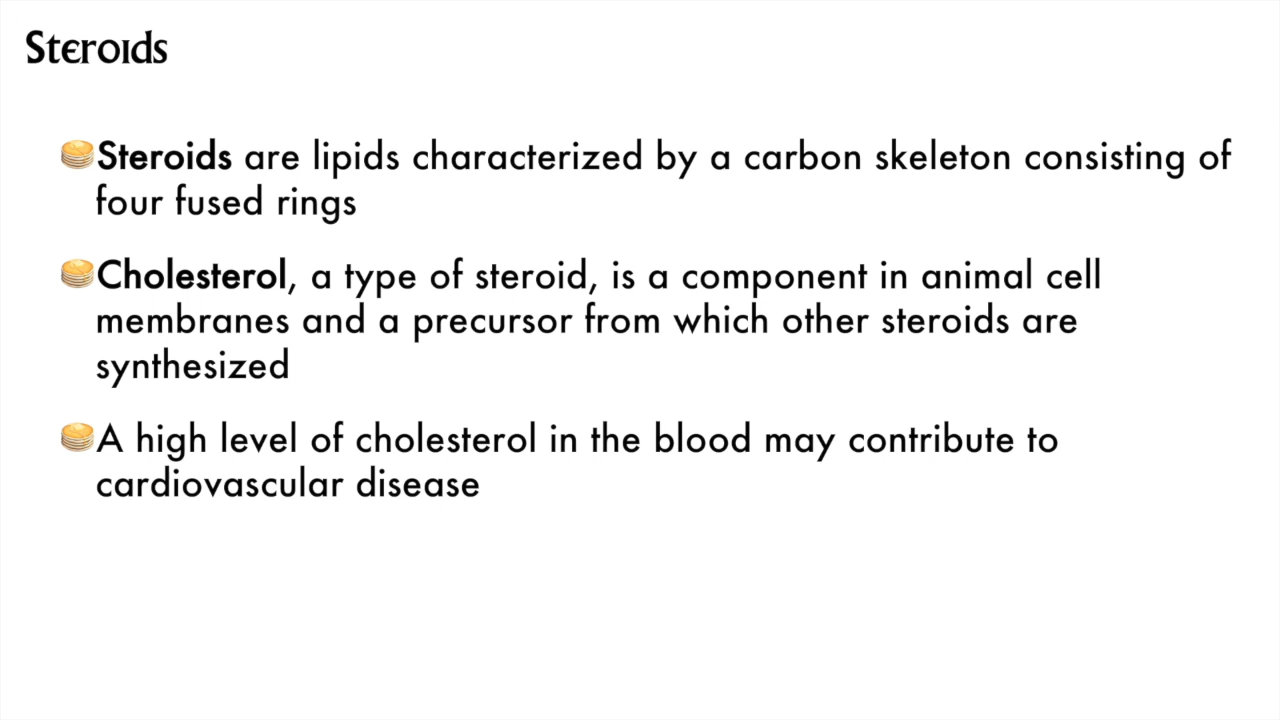 Steroids
Steroids are lipids characterized by a carbon skeleton consisting of
four fused rings
Cholesterol, a type of steroid, is a component in animal cell
membranes and a precursor from which other steroids are
synthesized
A high level of cholesterol in the blood may contribute to
cardiovascular disease